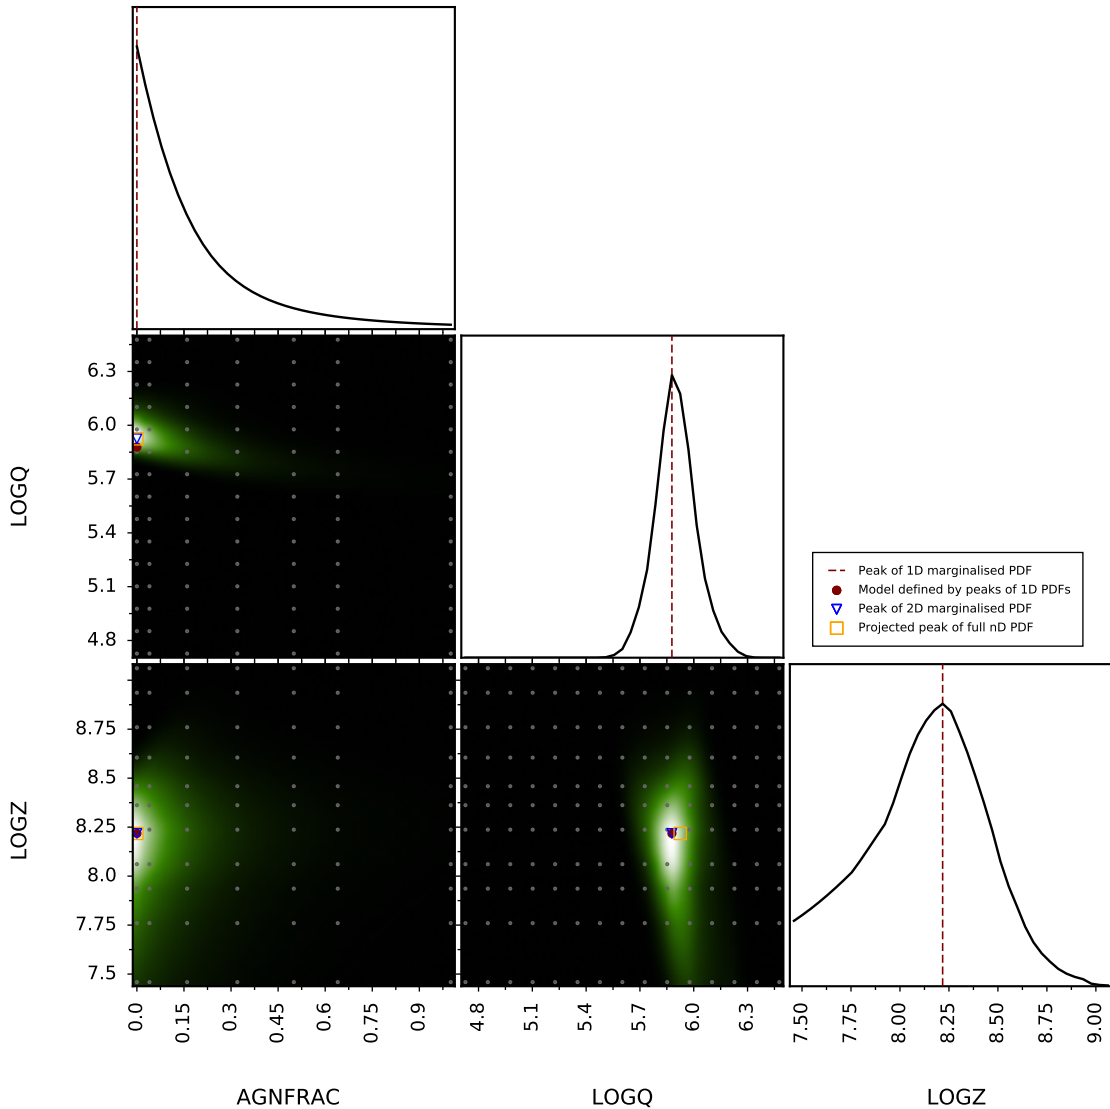 6.3
6.0
5.7
5.4
5.1
4.8
LOGQ
Peak of 1D marginalised PDF
Model defined by peaks of 1D PDFs
Peak of 2D marginalised PDF
Projected peak of full nD PDF
8.75
8.5
8.25
8.0
7.75
7.5
LOGZ
0.0 0.15 0.3 0.45 0.6 0.75 0.9
4.8 5.1 5.4 5.7 6.0 6.3
7.50 7.75 8.00 8.25 8.50 8.75 9.00
AGNFRAC LOGQ LOGZ